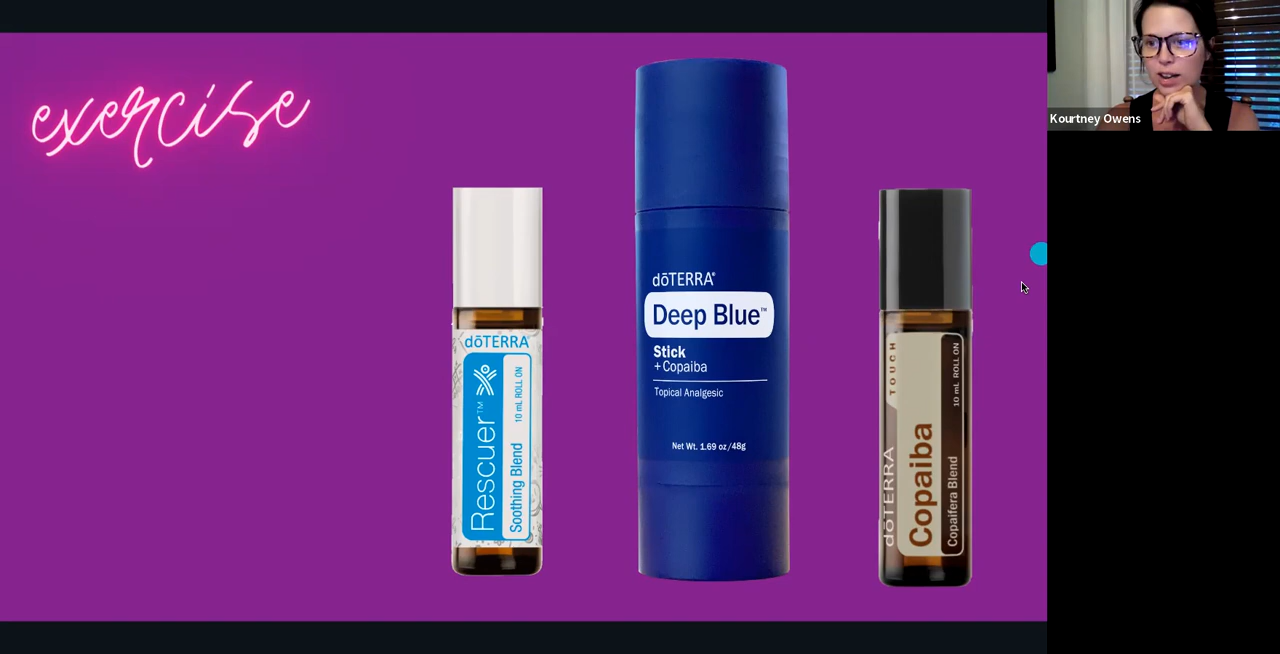 exercise
dōTERRA
Rescuer™
Soothing Blend
10 mL ROLL ON
dōTERRA®
Deep Blue™
Stick
+Copaiba
Topical Analgesic
Net Wt. 1.69 oz/48g
dōTERRA TOUCH
Copaiba
Copaifera Blend
10 mL ROLL ON
Kourtney Owens